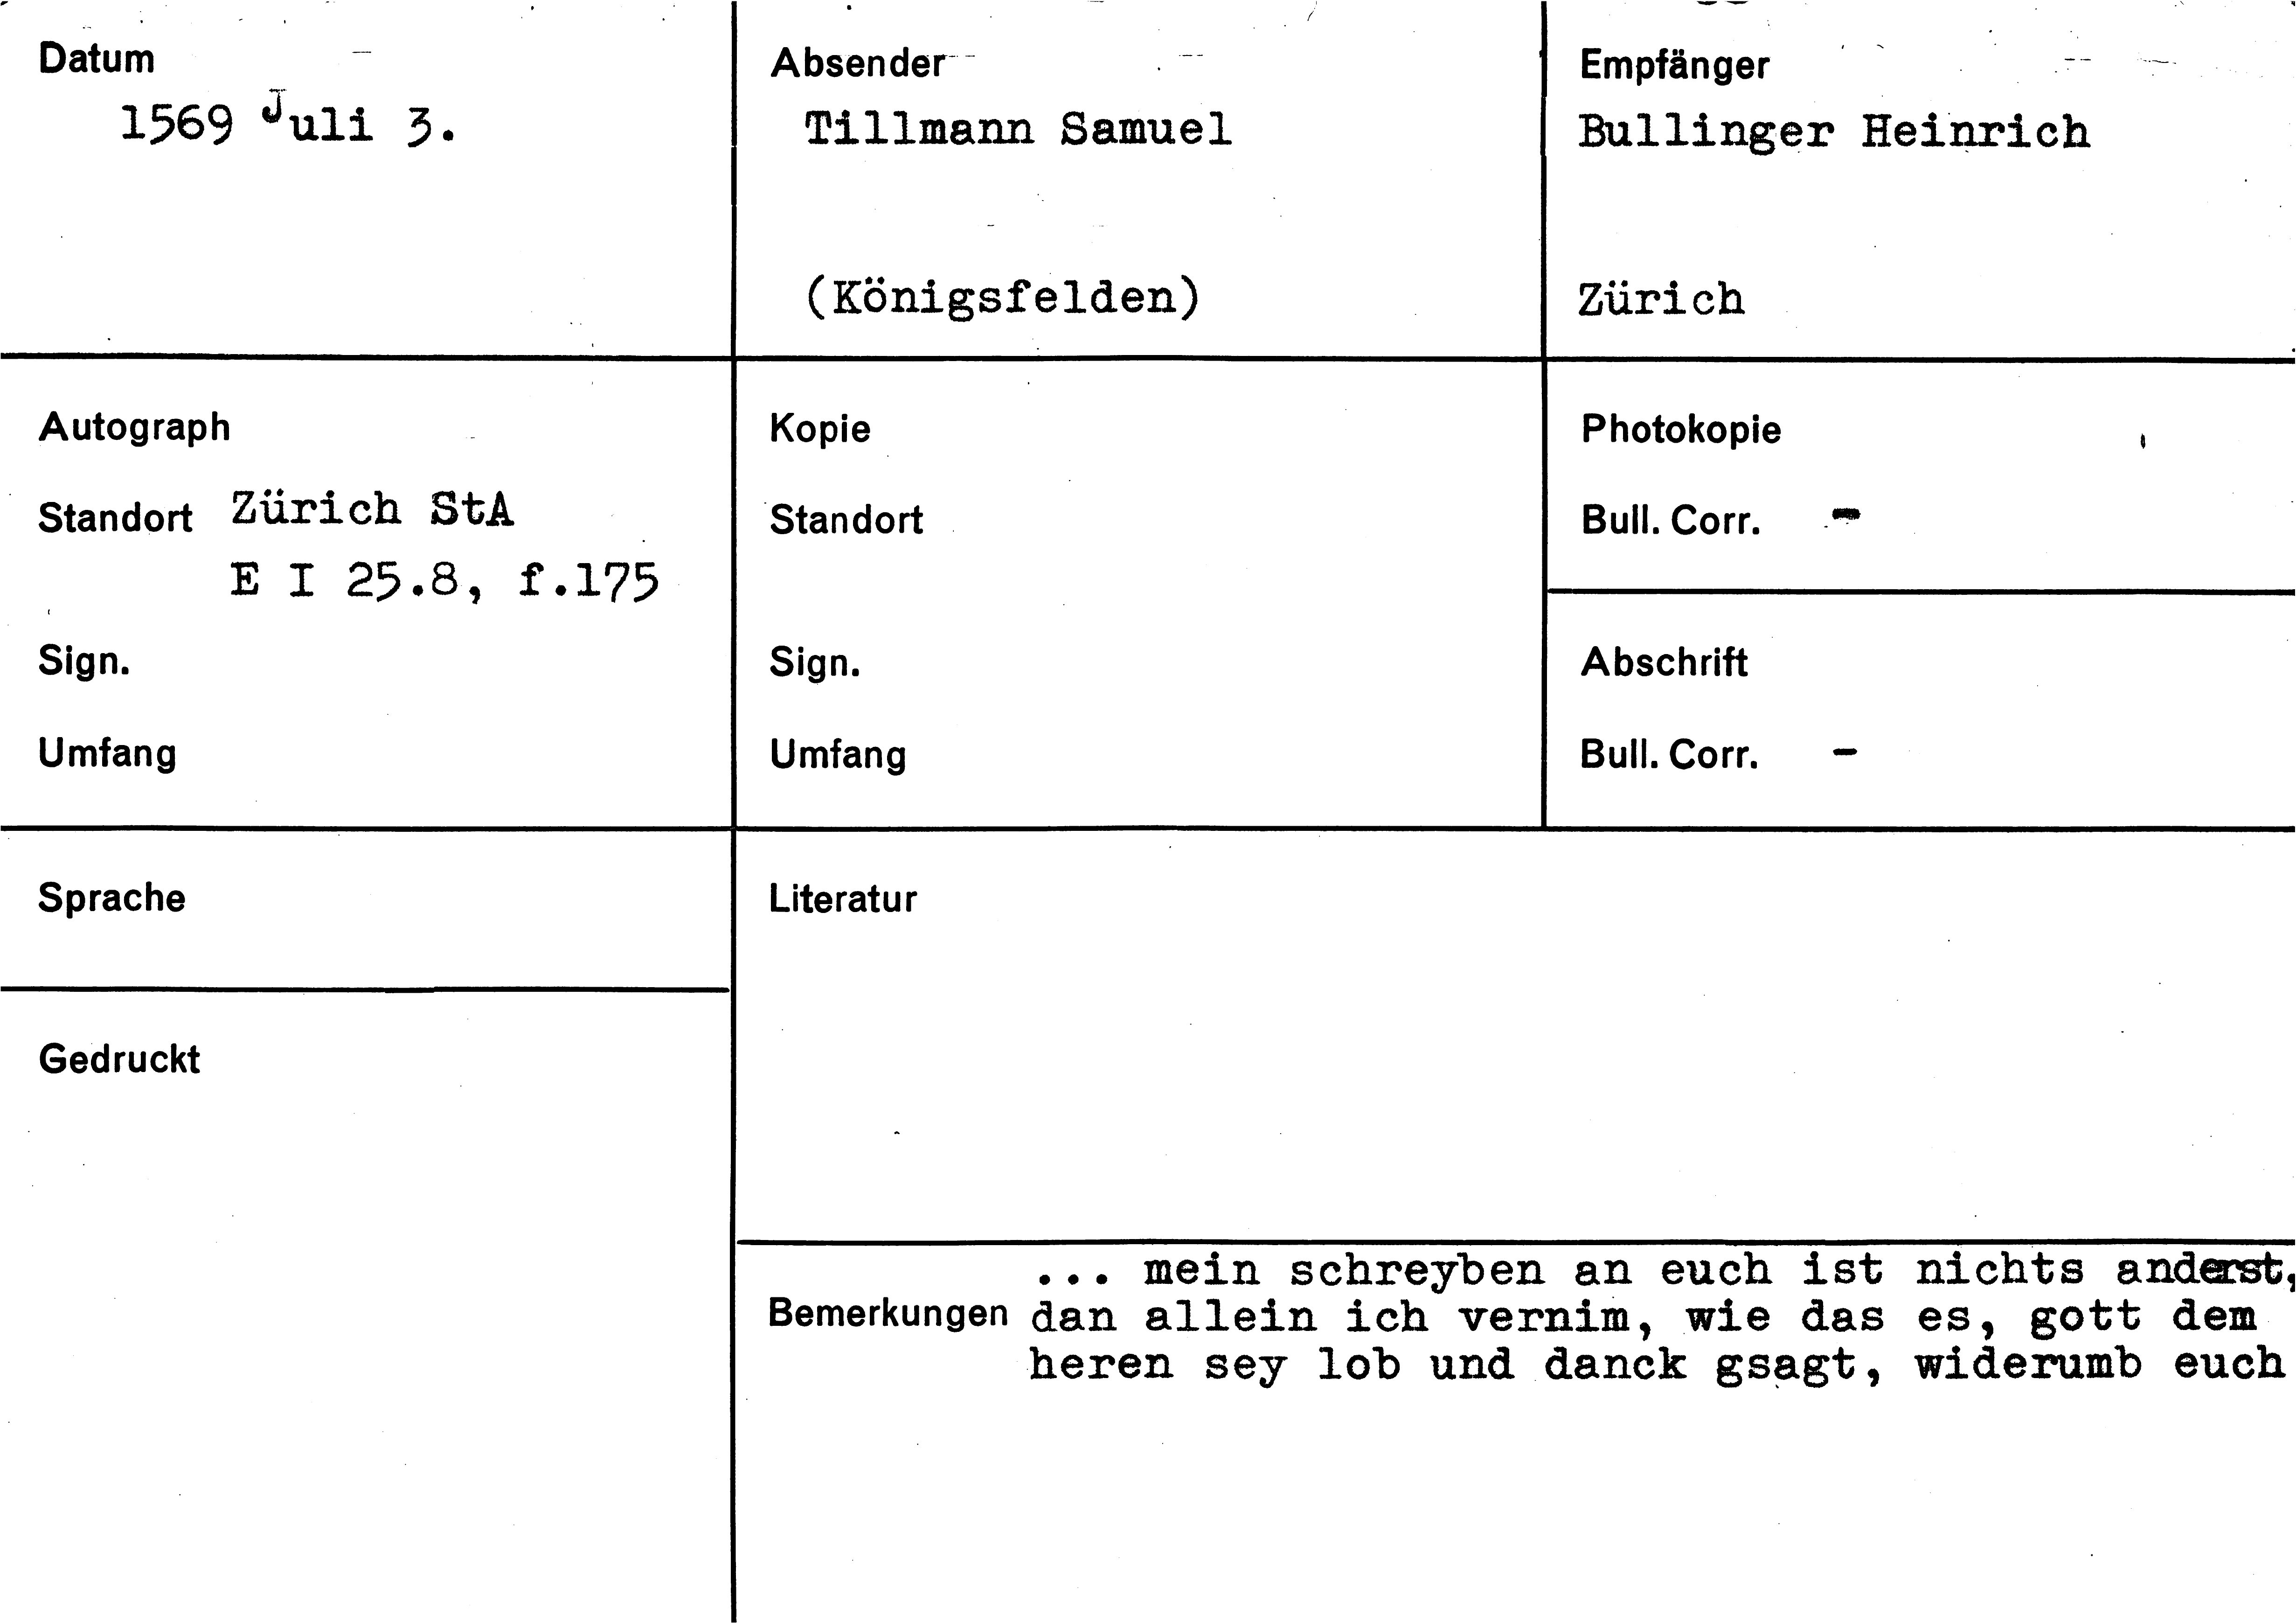 Datum
1569 Juli 3.
Absender
Tillmann Samuel
(Königsfelden)
Empfänger
Bullinger Heinrich
Zürich
Autograph
Standort Zürich StA
E I 25.8, f.175
Sign.
Umfang
Kopie
Standort
Sign.
Umfang
Photokopie
Bull. Corr. -
Abschrift
Bull. Corr. -
Sprache
Gedruckt
Literatur
Bemerkungen
... mein schreyben an euch ist nichts anderst,
dan allein ich vernim, wie das es, gott dem
heren sey lob und danck gsagt, widerumb euch